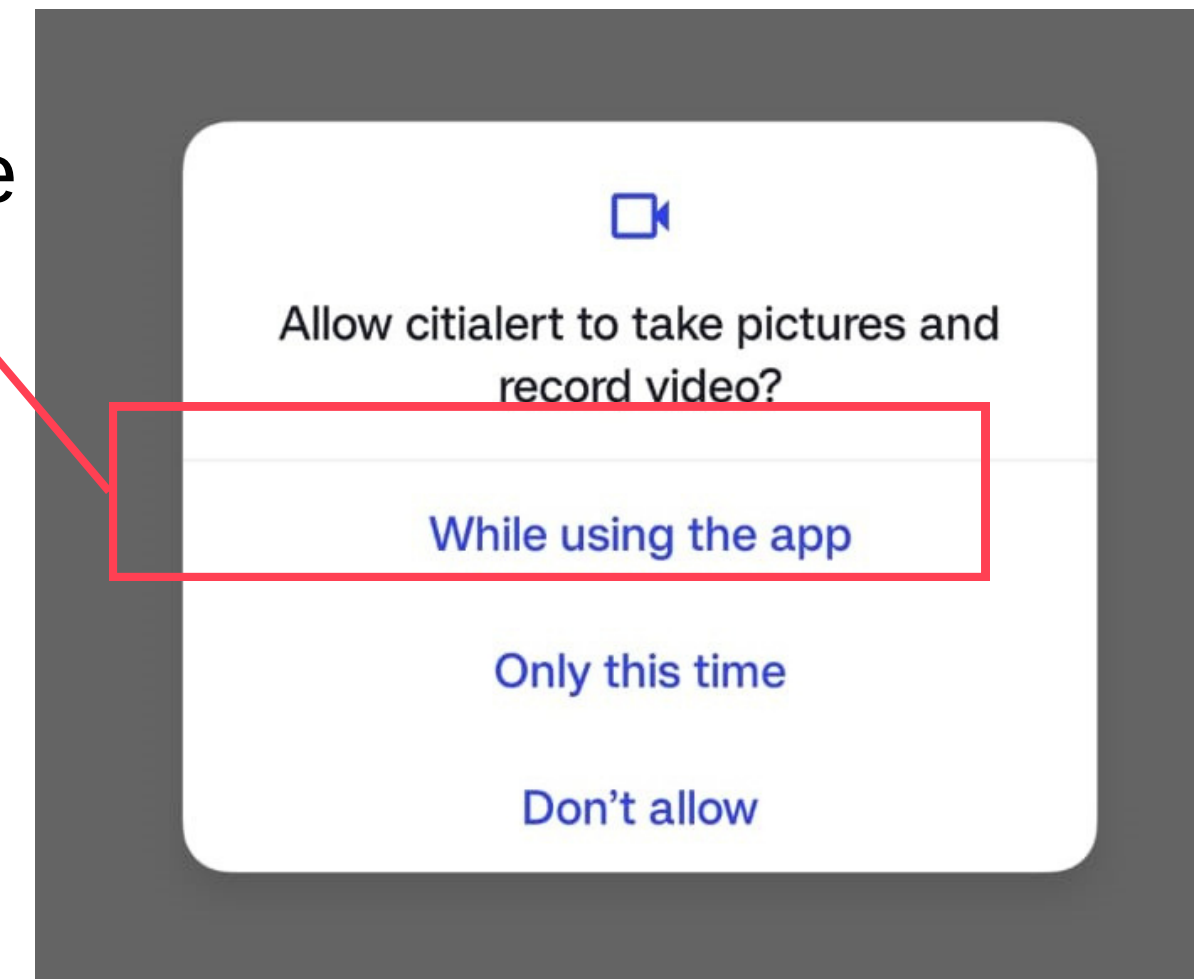 Allow citialert to take pictures and
record video?
While using the app
Only this time
Don’t allow